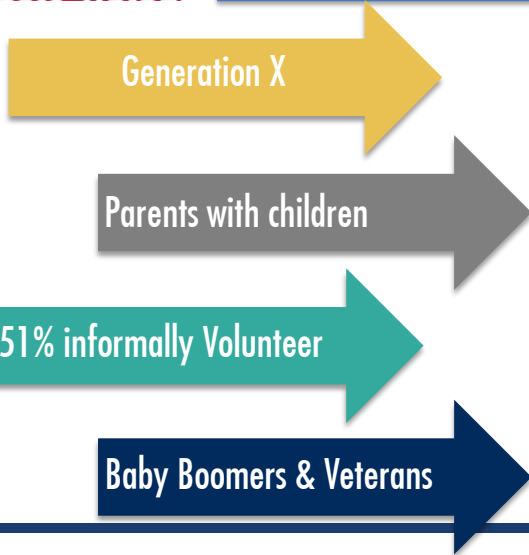 Generation X
Parents with children
51% informally Volunteer
Baby Boomers & Veterans